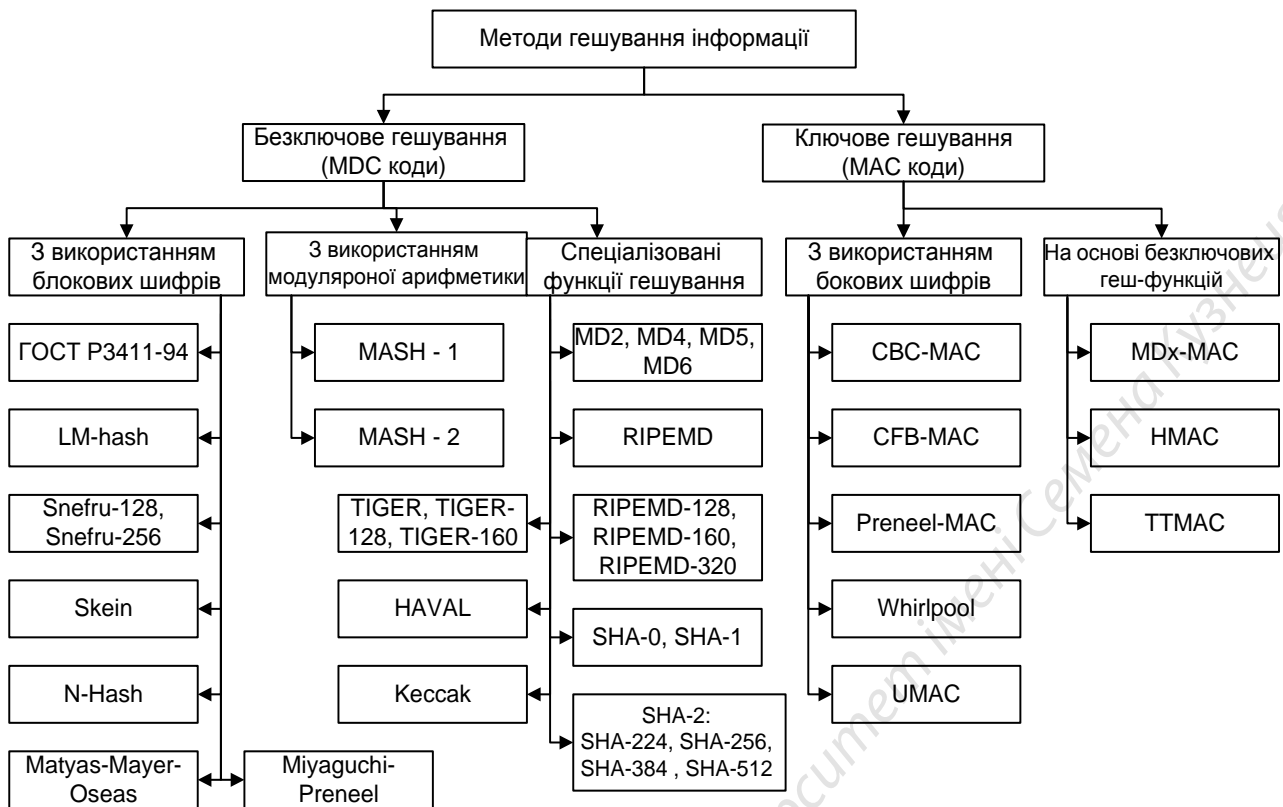 Методи гешування інформації
Безключове гешування
(MDC коди)
Ключове гешування
(MAC коди)
З використанням
блокових шифрів
З використанням
модуляроної арифметики
Спеціалізовані
функції гешування
З використанням
бокових шифрів
На основі безключових
геш-функцій
ГОСТ Р3411-94
LM-hash
Snefru-128,
Snefru-256
Skein
N-Hash
Matyas-Mayer-
Oseas
Miyaguchi-
Preneel
MASH - 1
MASH - 2
MD2, MD4, MD5,
MD6
RIPEMD
RIPEMD-128,
RIPEMD-160,
RIPEMD-320
SHA-0, SHA-1
SHA-2:
SHA-224, SHA-256,
SHA-384 , SHA-512
TIGER, TIGER-
128, TIGER-160
HAVAL
Keccak
CBC-MAC
CFB-MAC
Preneel-MAC
Whirlpool
UMAC
MDx-MAC
HMAC
TTMAC
імені Семена